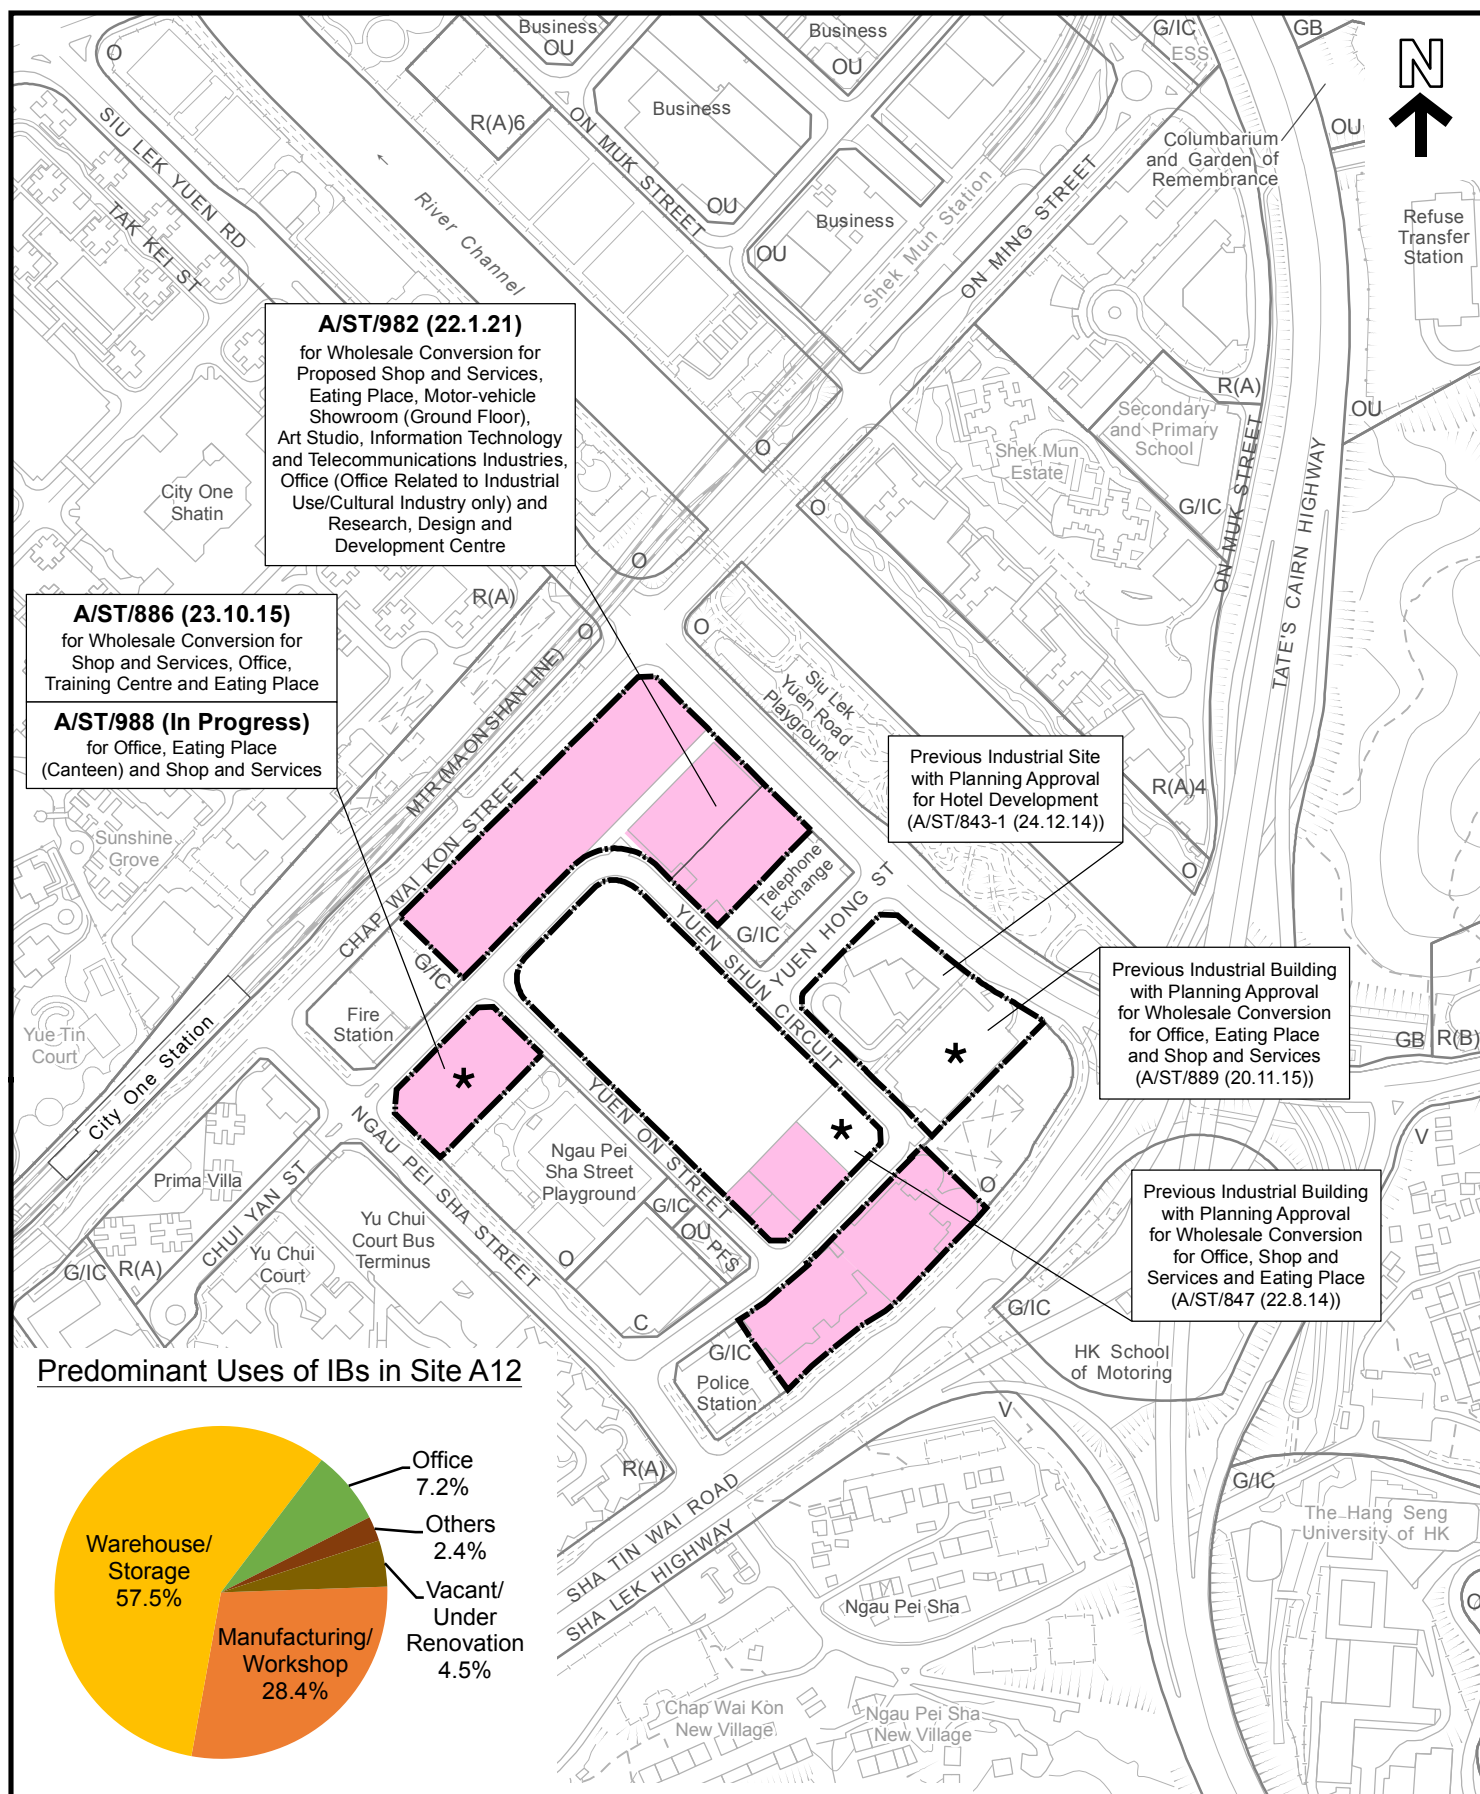 Business
OU
Business
OU
G/IC
ESS
GB
N
O
R(A)6
Business
ON MUK STREET
OU
Columbarium
and Garden of
Remembrance
OU
SIU LEK YUEN RD
TAK KEI ST
River Channel
OU
Business
Shek Mun Station
ON MING STREET
Refuse
Transfer
Station
A/ST/982 (22.1.21)
for Wholesale Conversion for
Proposed Shop and Services,
Eating Place, Motor-vehicle
Showroom (Ground Floor),
Art Studio, Information Technology
and Telecommunications Industries,
Office (Office Related to Industrial
Use/Cultural Industry only) and
Research, Design and
Development Centre
R(A)
Secondary
and Primary
School
OU
O
Shek Mun
Estate
G/IC
ON MUK STREET
TATE'S CAIRN HIGHWAY
City One
Shatin
O
O
R(A)
O
O
A/ST/886 (23.10.15)
for Wholesale Conversion for
Shop and Services, Office,
Training Centre and Eating Place
A/ST/988 (In Progress)
for Office, Eating Place
(Canteen) and Shop and Services
MTR (MA ON SHAN LINE)
CHAP WAI KON STREET
Siu Lek
Yuen Road
Playground
Previous Industrial Site
with Planning Approval
for Hotel Development
(A/ST/843-1 (24.12.14))
R(A)4
O
Sunshine
Grove
Telephone
Exchange
G/IC
YUEN HONG ST
YUEN SHUN CIRCUIT
G/IC
Fire
Station
City One Station
Yue Tin
Court
*
*
*
Previous Industrial Building
with Planning Approval
for Wholesale Conversion
for Office, Eating Place
and Shop and Services
(A/ST/889 (20.11.15))
GB
R(B)
V
YUEN ON STREET
NGAU PEI SHA STREET
Ngau Pei
Sha Street
Playground
G/IC
OU
PFS
O
C
O
Previous Industrial Building
with Planning Approval
for Wholesale Conversion
for Office, Shop and
Services and Eating Place
(A/ST/847 (22.8.14))
Prima Villa
CHUI YAN ST
Yu Chui
Court Bus
Terminus
Yu Chui
Court
G/IC
R(A)
G/IC
Police
Station
G/IC
HK School
of Motoring
V
R(A)
SHA TIN WAI ROAD
SHA LEK HIGHWAY
G/IC
The Hang Seng
University of HK
O
Ngau Pei Sha
Chap Wai Kon
New Village
Ngau Pei Sha
New Village
Predominant Uses of IBs in Site A12
Office
7.2%
Others
2.4%
Vacant/
Under
Renovation
4.5%
Warehouse/
Storage
57.5%
Manufacturing/
Workshop
28.4%